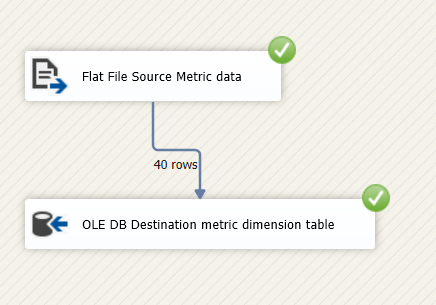 Flat File Source Metric data
40 rows
OLE DB Destination metric dimension table